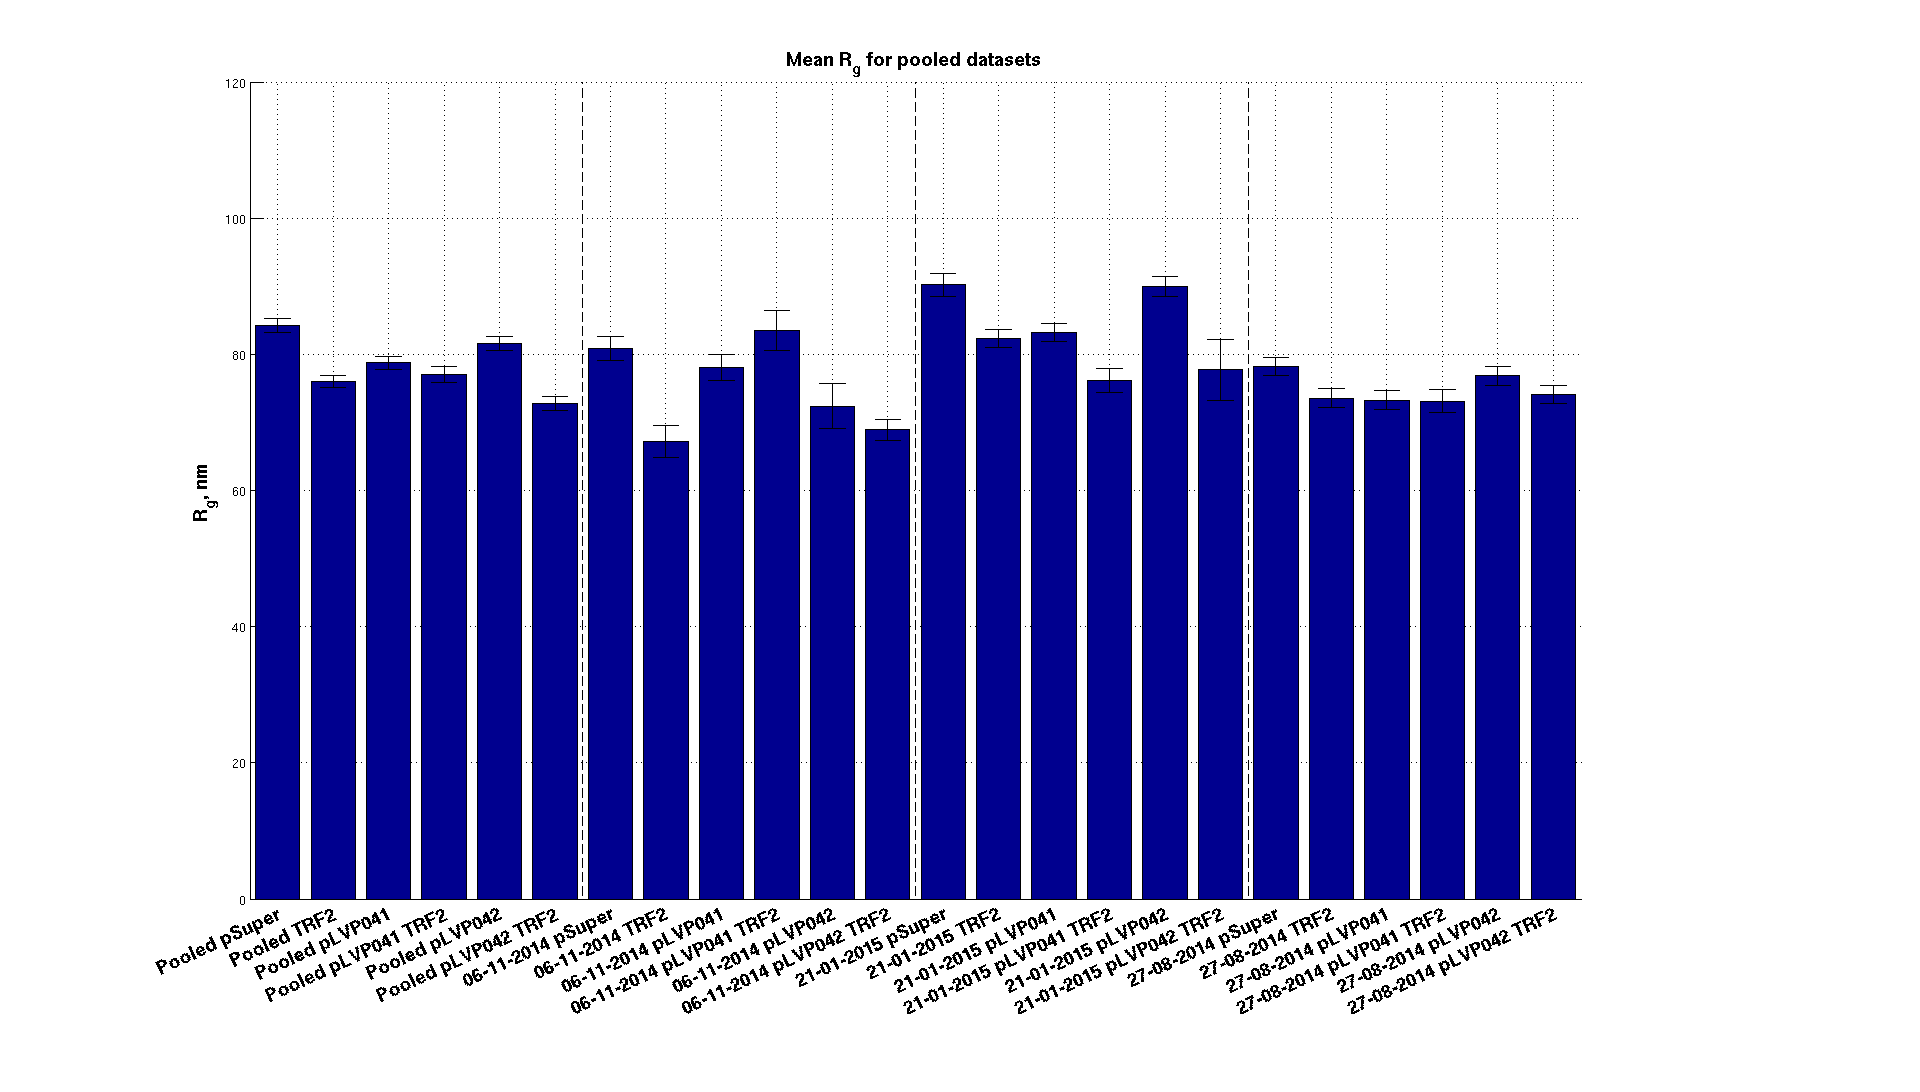 Mean Rg for pooled datasets
120
100
80
60
40
20
0
Rg, nm
Pooled pSuper
Pooled TRF2
Pooled pLVP041
Pooled pLVP041 TRF2
Pooled pLVP042
Pooled pLVP042 TRF2
06-11-2014 pSuper
06-11-2014 TRF2
06-11-2014 pLVP041
06-11-2014 pLVP041 TRF2
06-11-2014 pLVP042
06-11-2014 pLVP042 TRF2
21-01-2015 pSuper
21-01-2015 TRF2
21-01-2015 pLVP041
21-01-2015 pLVP041 TRF2
21-01-2015 pLVP042
21-01-2015 pLVP042 TRF2
27-08-2014 pSuper
27-08-2014 TRF2
27-08-2014 pLVP041
27-08-2014 pLVP041 TRF2
27-08-2014 pLVP042
27-08-2014 pLVP042 TRF2